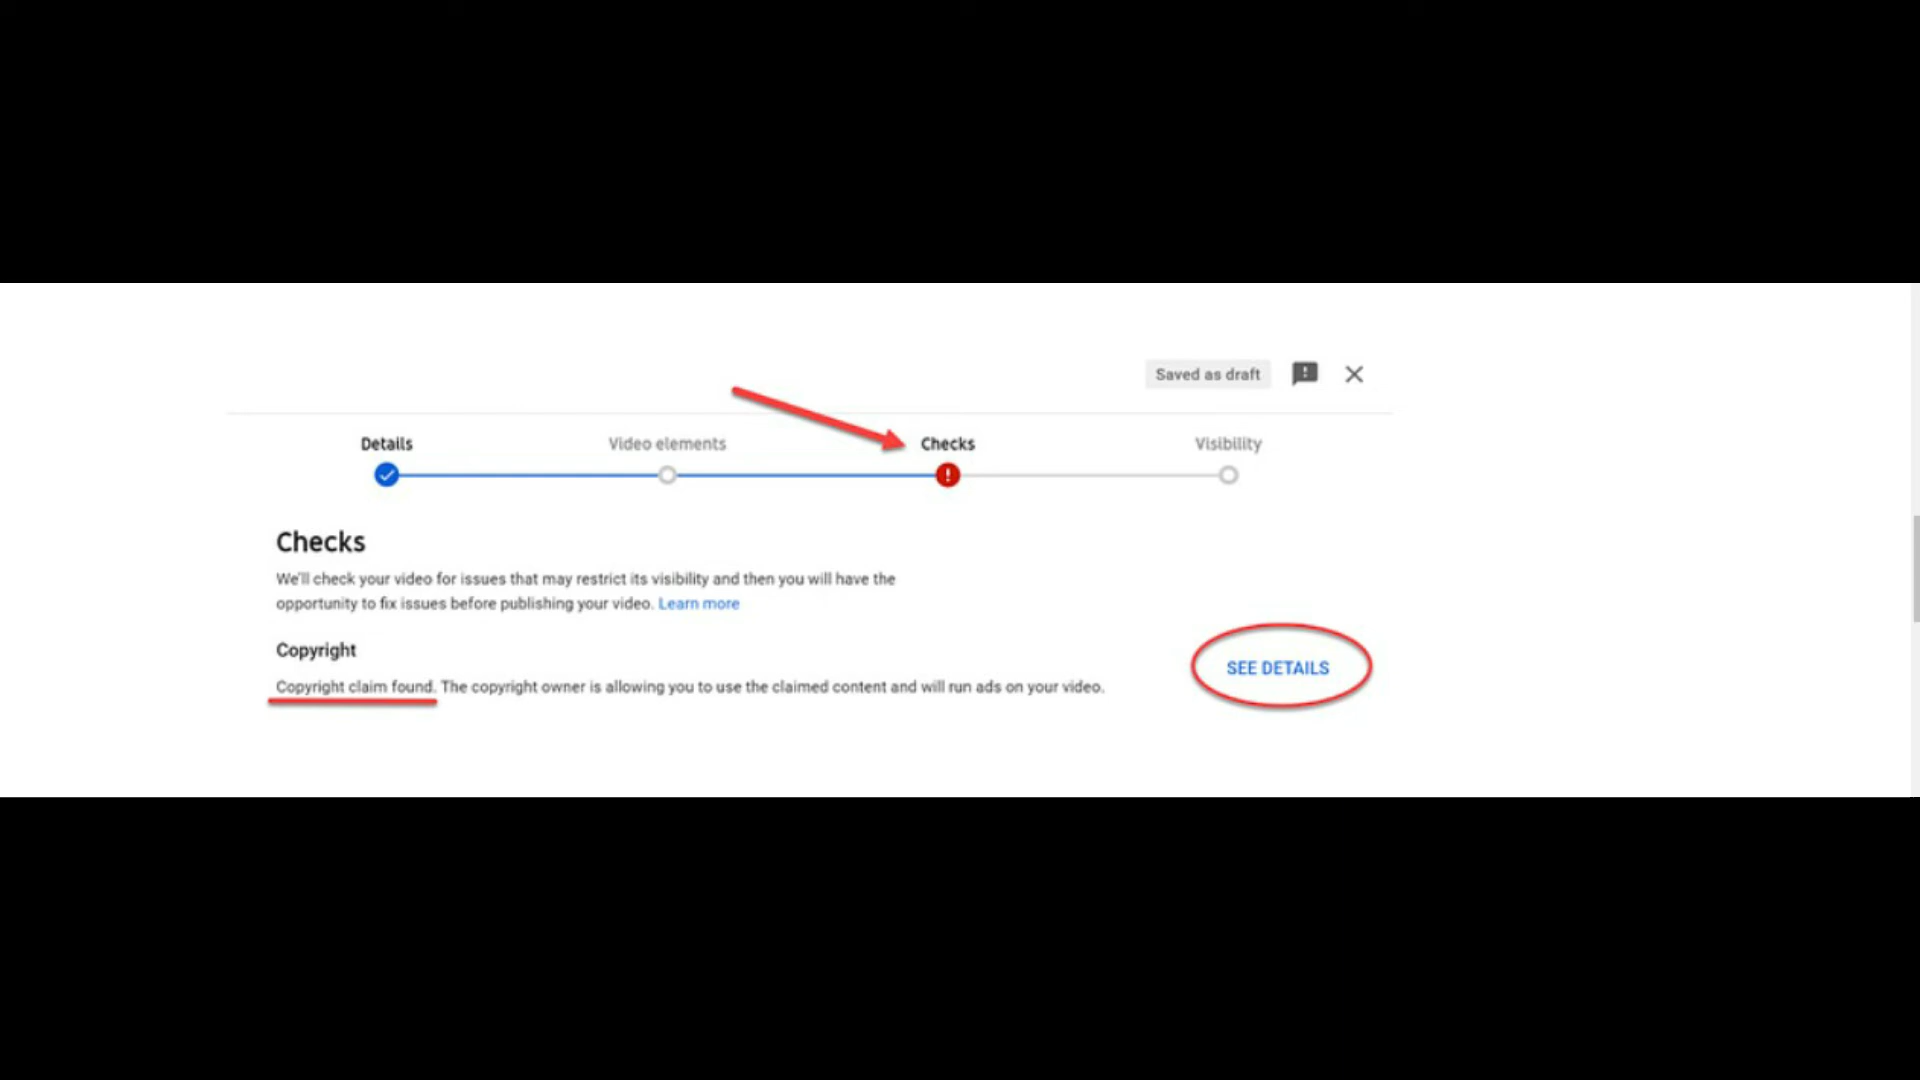 Saved as draft
Details Video elements Checks Visibility
Checks
We'll check your video for issues that may restrict its visibility and then you will have the
opportunity to fix issues before publishing your video. Learn more
Copyright
SEE DETAILS
Copyright claim found. The copyright owner is allowing you to use the claimed content and will run ads on your video.